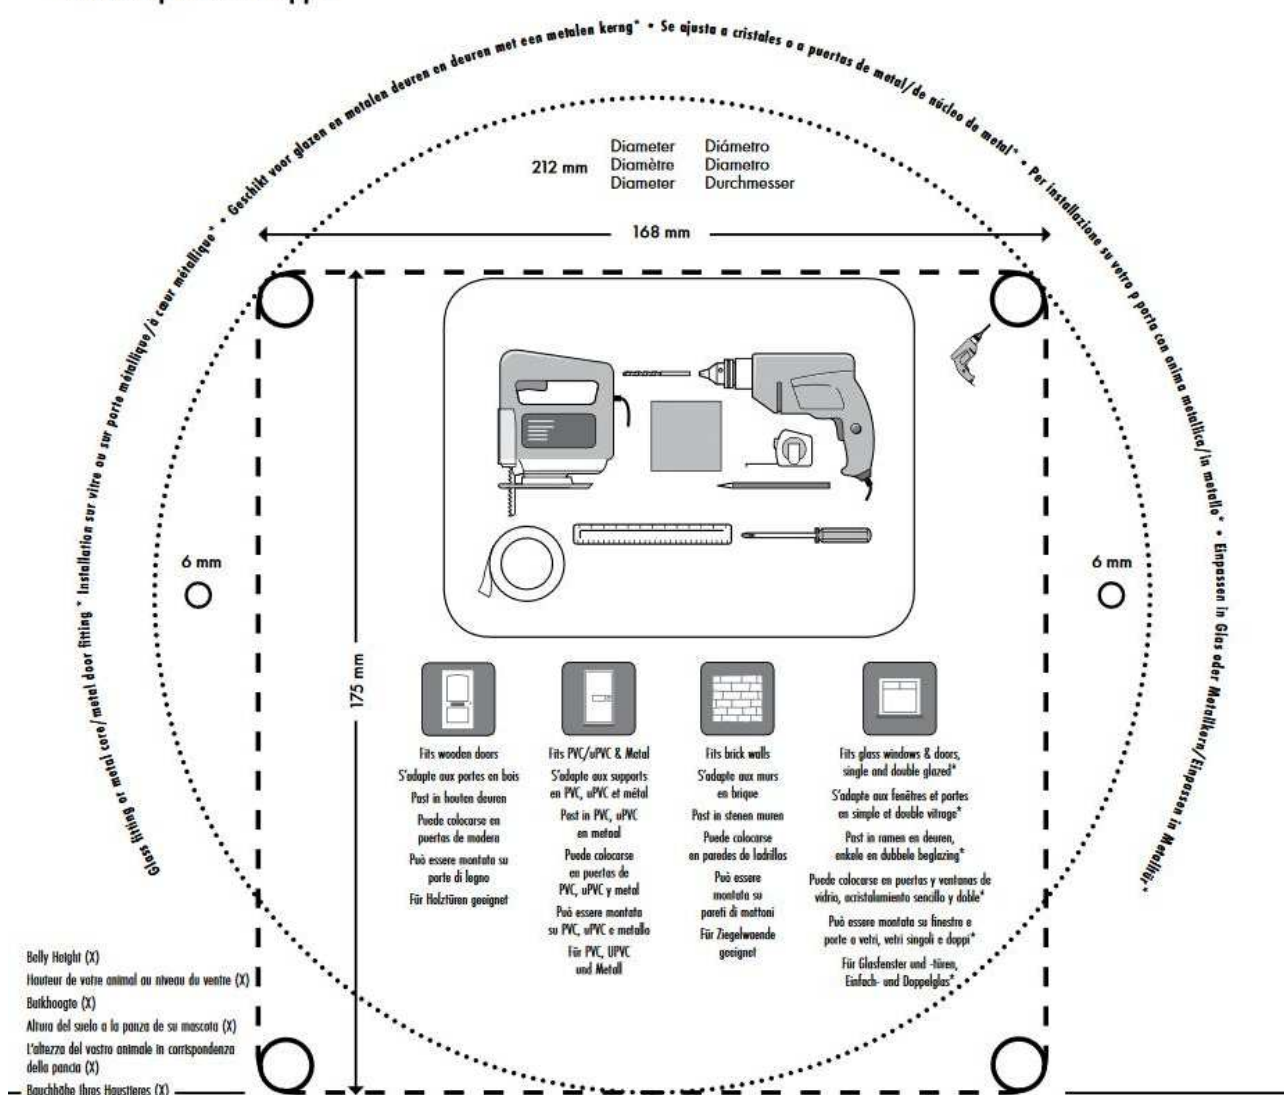 Geschikt voor glazen en metalen deuren en deuren met een metalen kerng* • Se ajusta a cristales o a puertas de metal/de núcleo de metal* • Per installazione su vetro p porta con anima metallica/in metallo* • Einpassen in Glas oder Metallkern/Einpassen in Metalltür*
Glass fitting or metal core/metal door fitting * Installation sur vitre ou sur porte métallique/à cœur métallique* •
212 mm
Diameter Diámetro
Diamètre Diametro
Diameter Durchmesser
168 mm
6 mm
6 mm
175 mm
Fits wooden doors
S'adapte aux portes en bois
Past in houten deuren
Puede colocarse en
puertas de madera
Può essere montata su
porte di legno
Für Holztüren geeignet
Fits PVC/uPVC & Metal
S'adapte aux supports
en PVC, uPVC et métal
Past in PVC, uPVC
en metaal
Puede colocarse
en puertas de
PVC, uPVC y metal
Può essere montata
su PVC, uPVC e metallo
Für PVC, UPVC
und Metall
Fits brick walls
S'adapte aux murs
en brique
Past in stenen muren
Puede colocarse
en paredes de ladrillos
Può essere
montata su
pareti di mattoni
Für Ziegelwaende
geeignet
Fits glass windows & doors,
single and double glazed*
S'adapte aux fenêtres et portes
en simple et double vitrage*
Past in ramen en deuren,
enkele en dubbele beglazing*
Puede colocarse en puertas y ventanas de
vidrio, acristalamiento sencillo y doble*
Può essere montata su finestre e
porte a vetri, vetri singoli e doppi*
Für Glasfenster und -türen,
Einfach- und Doppelglas*
Belly Height (X)
Hauteur de votre animal au niveau du ventre (X)
Buikhoogte (X)
Altura del suelo a la panza de su mascota (X)
L'altezza del vostro animale in corrispondenza
della pancia (X)
Bauchhöhe Ihres Haustieres (X)